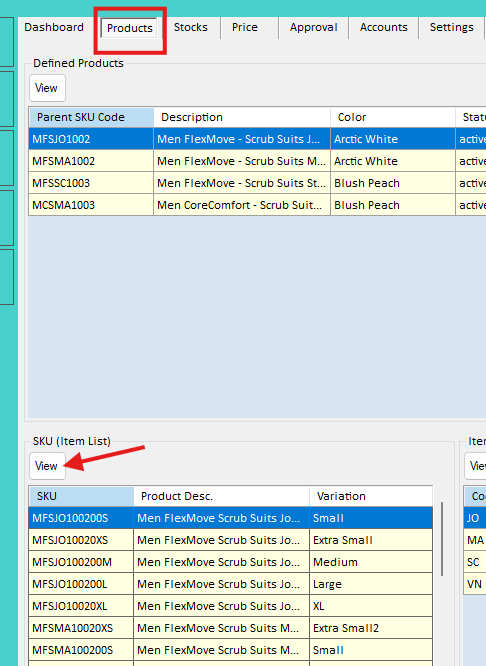 Dashboard Products Stocks Price Approval Accounts Settings
Defined Products
View
Parent SKU Code Description Color Statu
MFSJO1002 Men FlexMove - Scrub Suits J... Arctic White active
MFSMA1002 Men FlexMove - Scrub Suits M... Arctic White active
MFSSC1003 Men FlexMove - Scrub Suits St... Blush Peach active
MCSMA1003 Men CoreComfort - Scrub Suit... Blush Peach active
SKU (Item List) Iten
View View
SKU Product Desc. Variation Co
MFSJO100200S Men FlexMove Scrub Suits Jo... Small JO
MFSJO10020XS Men FlexMove Scrub Suits Jo... Extra Small MA
MFSJO100200M Men FlexMove Scrub Suits Jo... Medium SC
MFSJO100200L Men FlexMove Scrub Suits Jo... Large VN
MFSJO10020XL Men FlexMove Scrub Suits Jo... XL
MFSMA10020XS Men FlexMove Scrub Suits M... Extra Small2
MFSMA100200S Men FlexMove Scrub Suits M... Small